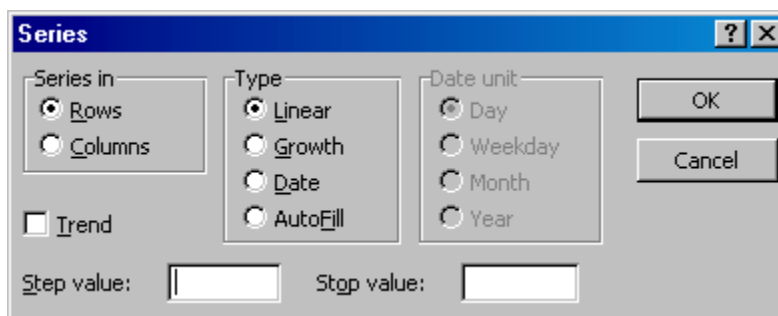 Series
Series in
Rows
Columns
Trend
Type
Linear
Growth
Date
AutoFill
Date unit
Day
Weekday
Month
Year
OK
Cancel
Step value:
Stop value: